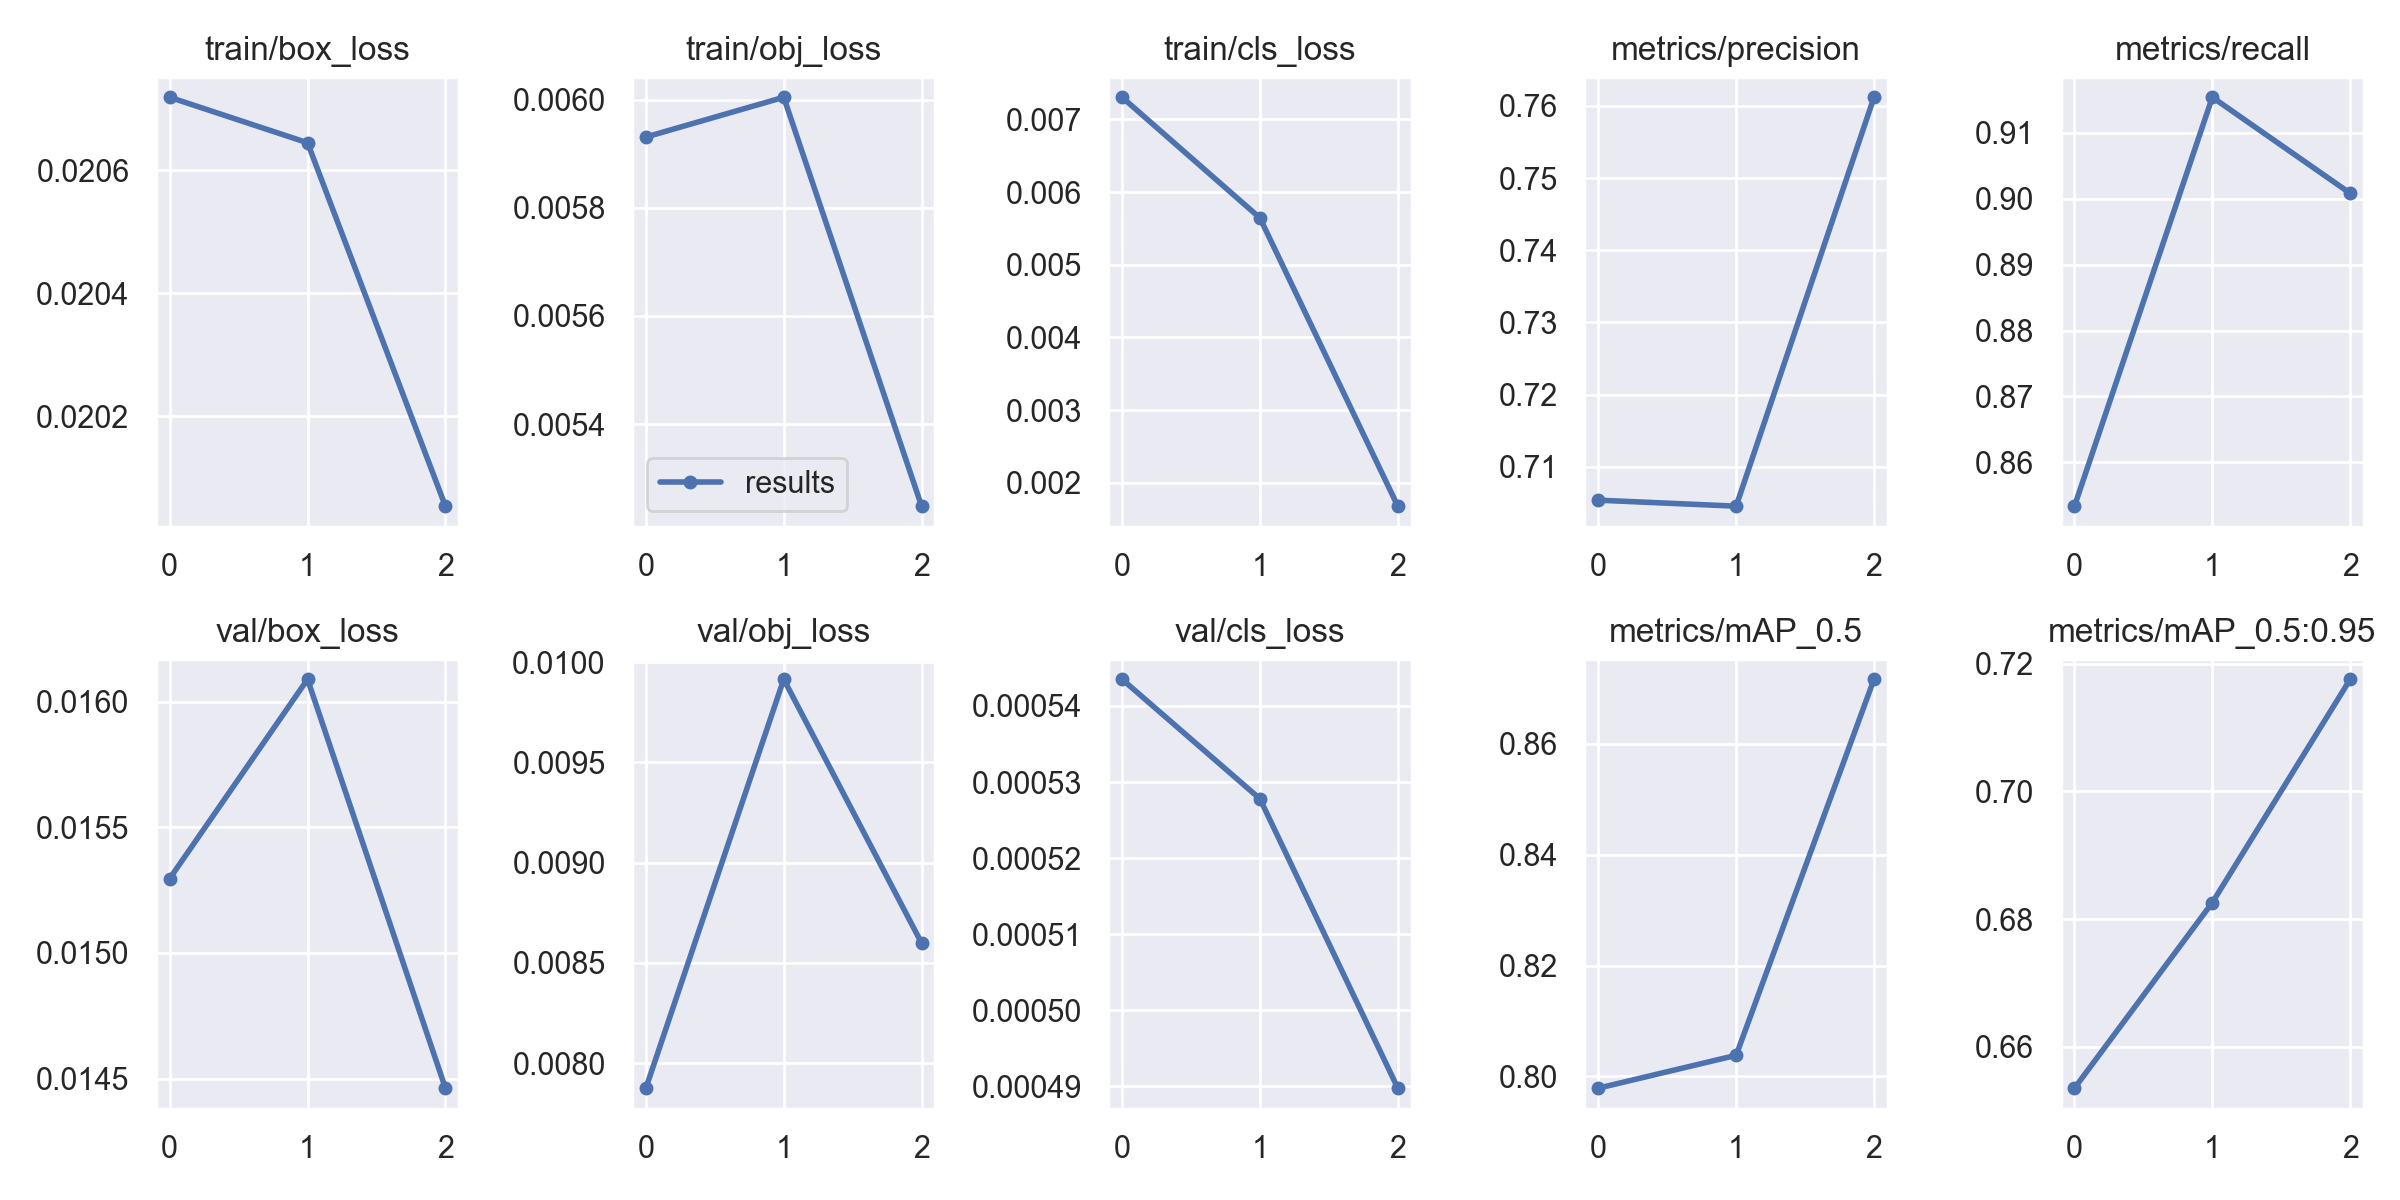 train/box_loss
0.0206
0.0204
0.0202
0 1 2
train/obj_loss
0.0060
0.0058
0.0056
0.0054
results
0 1 2
train/cls_loss
0.007
0.006
0.005
0.004
0.003
0.002
0 1 2
metrics/precision
0.76
0.75
0.74
0.73
0.72
0.71
0 1 2
metrics/recall
0.91
0.90
0.89
0.88
0.87
0.86
0 1 2
val/box_loss
0.0160
0.0155
0.0150
0.0145
0 1 2
val/obj_loss
0.0100
0.0095
0.0090
0.0085
0.0080
0 1 2
val/cls_loss
0.00054
0.00053
0.00052
0.00051
0.00050
0.00049
0 1 2
metrics/mAP_0.5
0.86
0.84
0.82
0.80
0 1 2
metrics/mAP_0.5:0.95
0.72
0.70
0.68
0.66
0 1 2